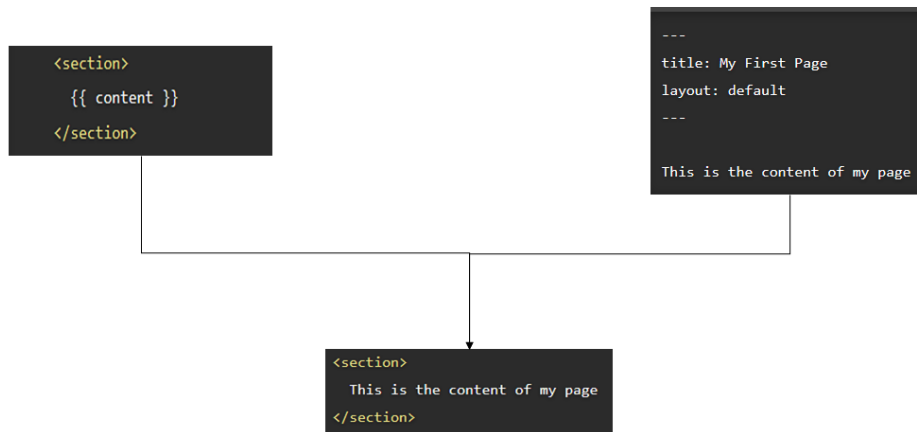 <section>
{{ content }}
</section>
---
title: My First Page
layout: default
---
This is the content of my page
<section>
This is the content of my page
</section>